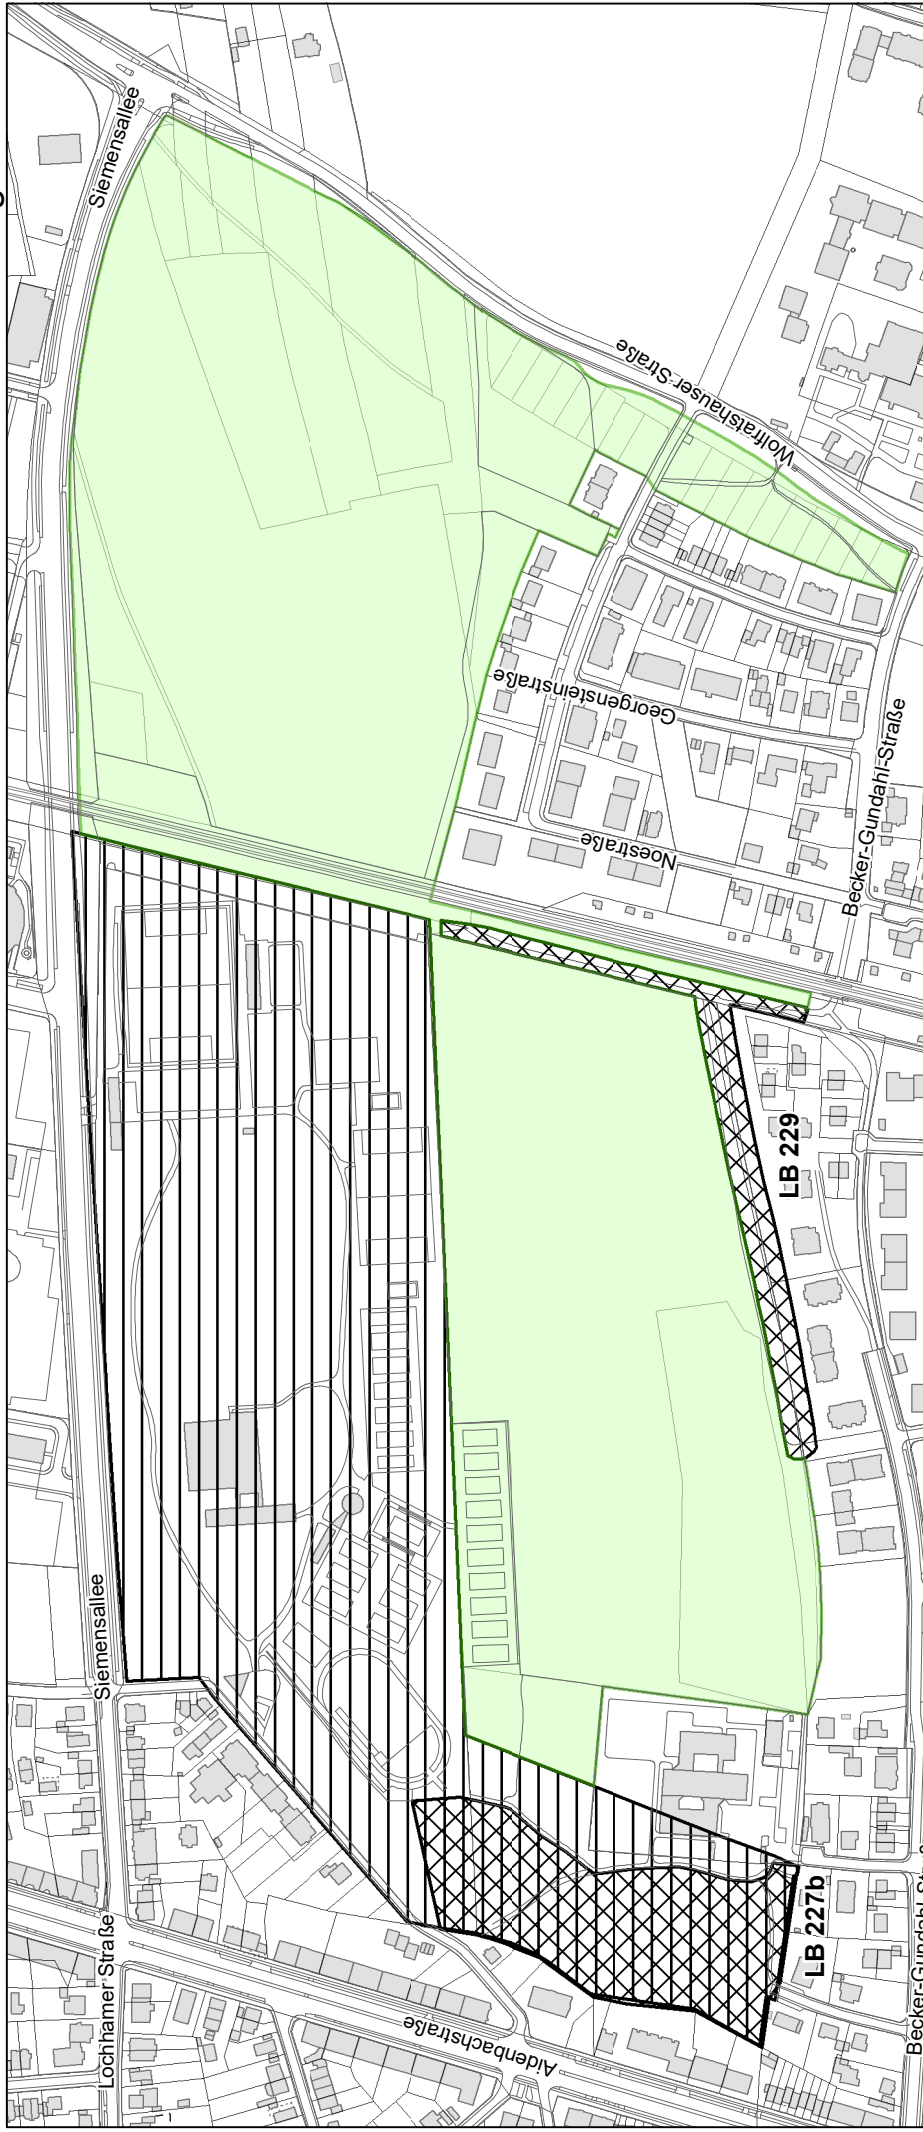 Siemensallee
Wolfratshauser Straße
Georgensteinstraße
Noestraße
Becker-Gundahl-Straße
LB 229
Siemensallee
Lochhamer Straße
Aidenbachstraße
LB 227b